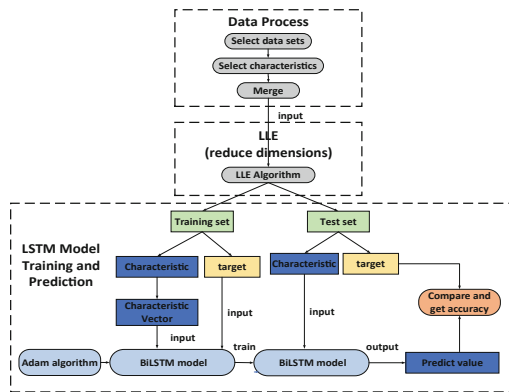 Data Process
Select data sets
Select characteristics
Merge
input
LLE
(reduce dimensions)
LLE Algorithm
LSTM Model
Training and
Prediction
Training set
Test set
Characteristic
target
Characteristic
target
Characteristic
Vector
Compare and
get accuracy
input
input
input
Adam algorithm
BiLSTM model
train
BiLSTM model
output
Predict value